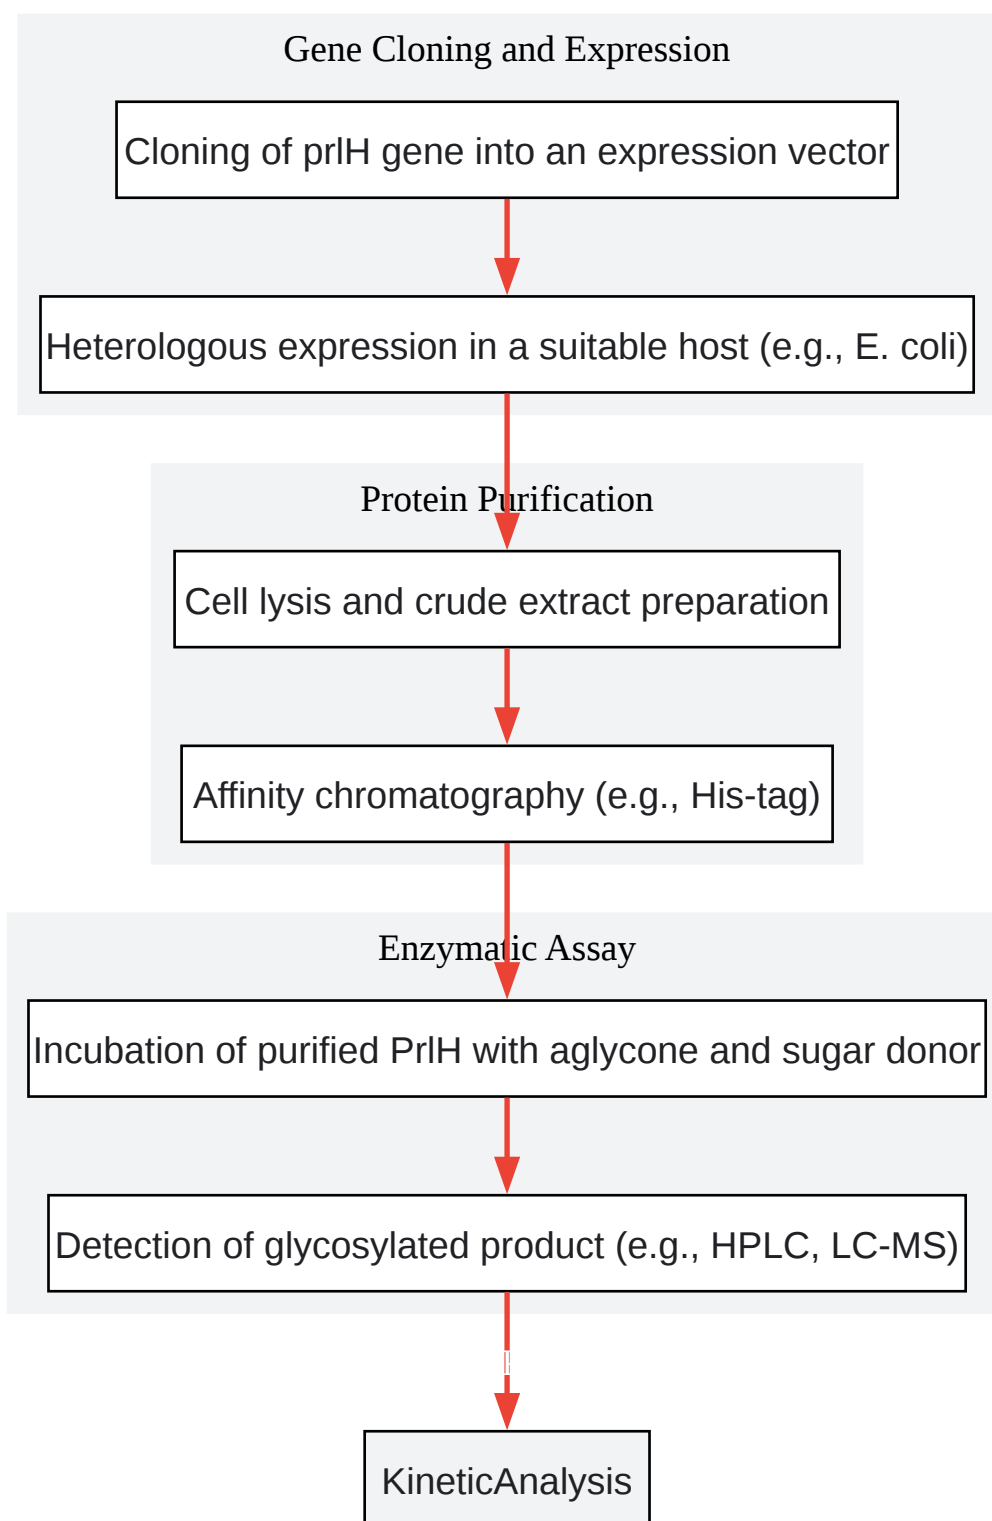 Gene Cloning and Expression
Cloning of prlH gene into an expression vector
Heterologous expression in a suitable host (e.g., E. coli)
Protein Purification
Cell lysis and crude extract preparation
Affinity chromatography (e.g., His-tag)
Enzymatic Assay
Incubation of purified PrlH with aglycone and sugar donor
Detection of glycosylated product (e.g., HPLC, LC-MS)
KineticAnalysis